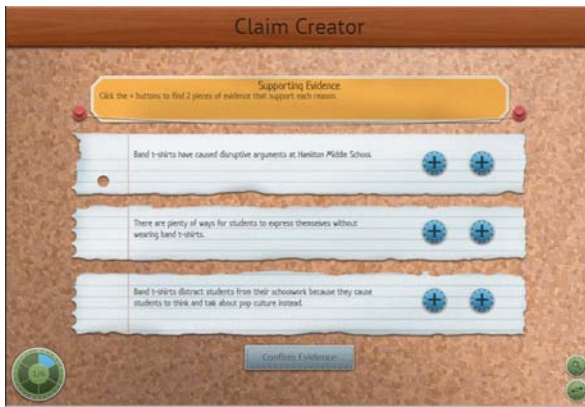 Claim Creator
Supporting Evidence
Click the + buttons to find 2 pieces of evidence that support each reason.
Band t-shirts have caused disruptive arguments at Hamilton Middle School.
There are plenty of ways for students to express themselves without
wearing band t-shirts.
Band t-shirts distract students from their schoolwork because they cause
students to think and talk about pop culture instead.
Confirm Evidence